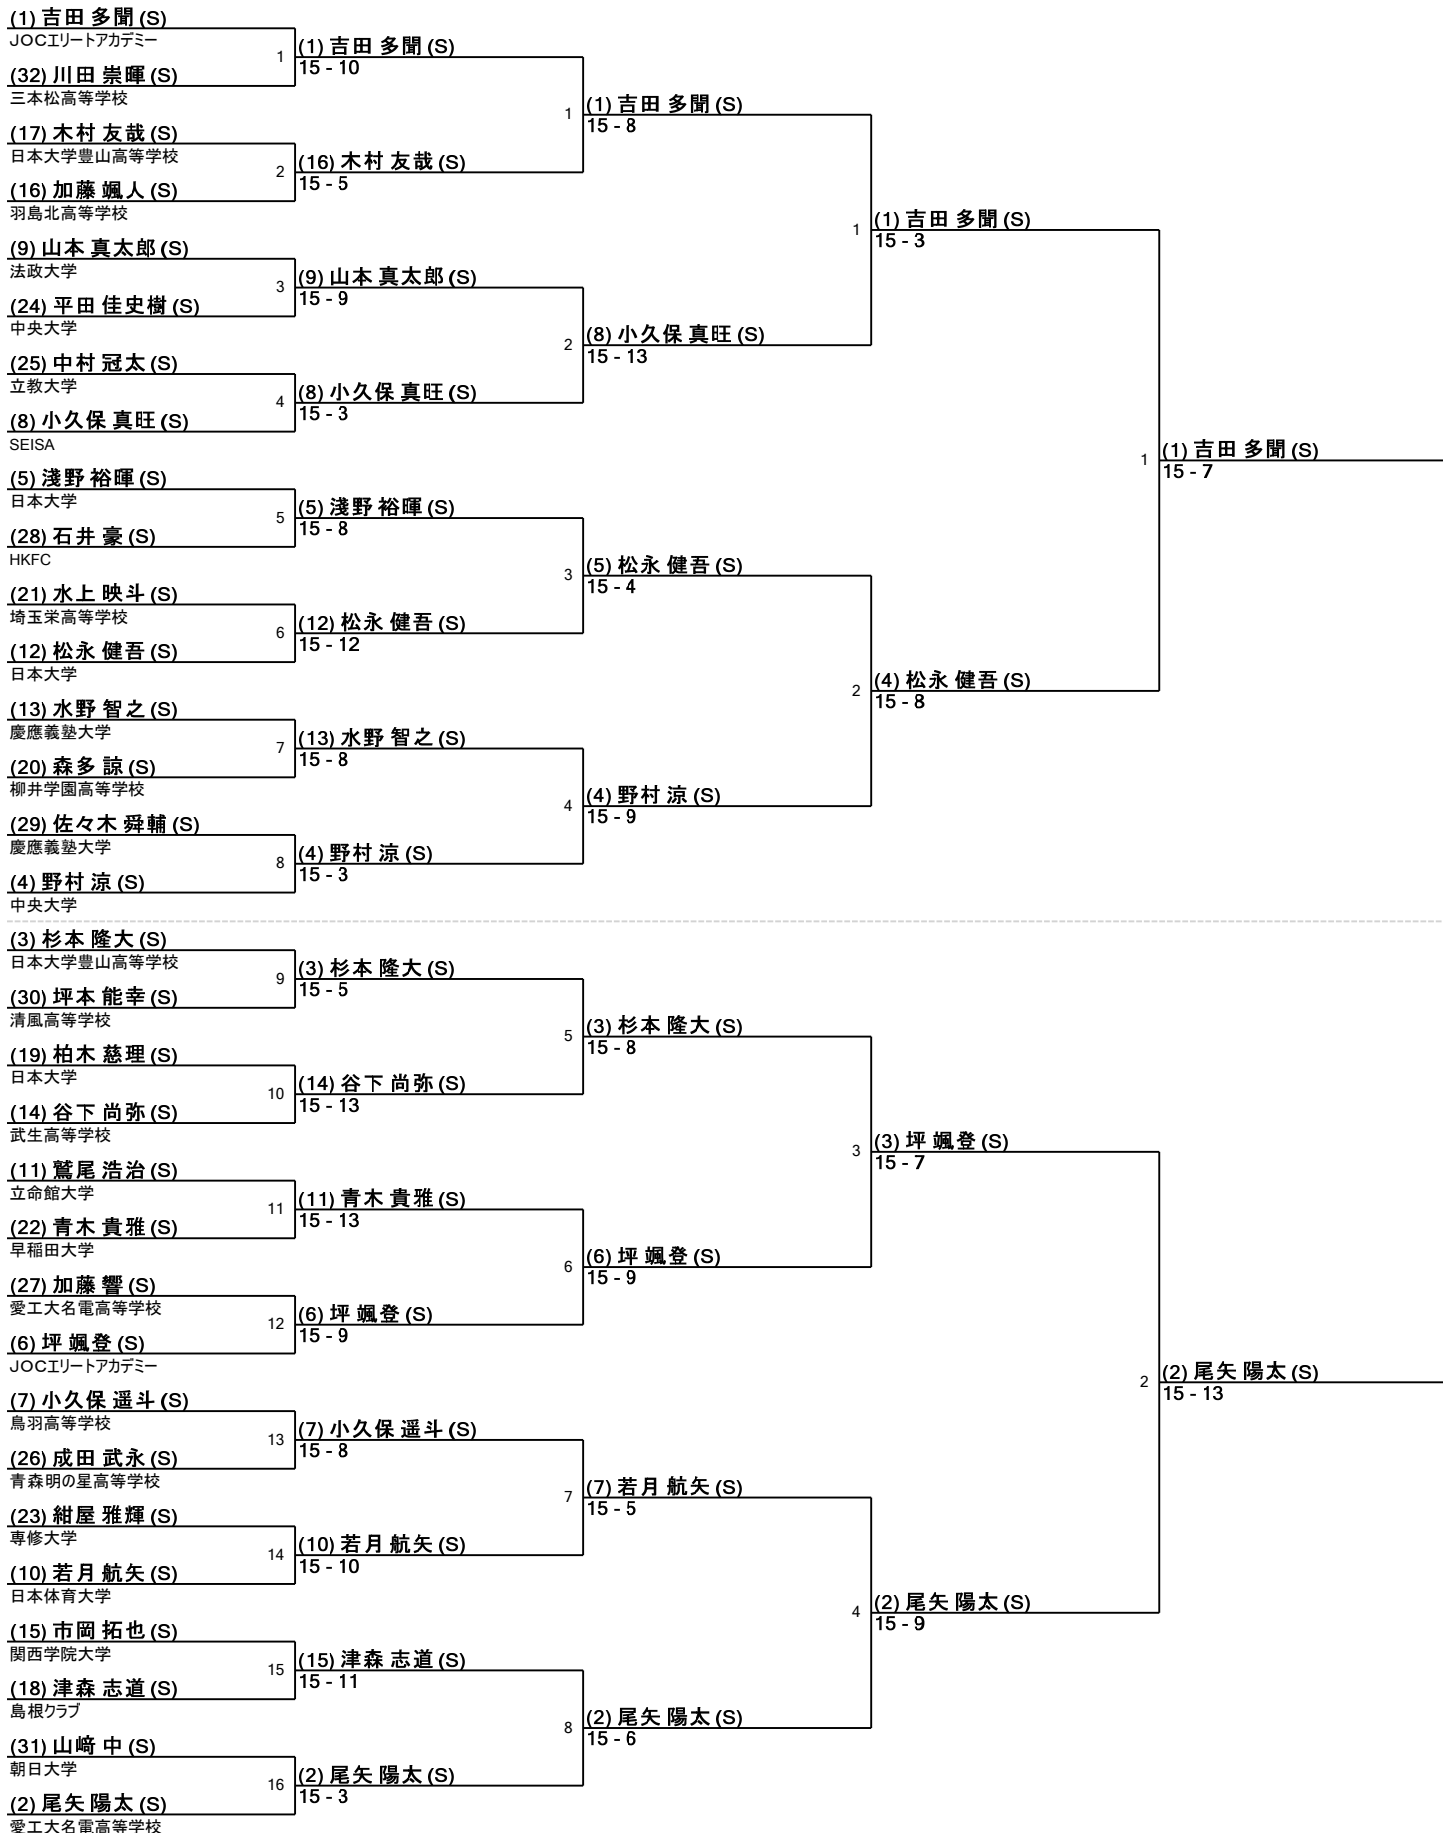 (1) 吉田 多聞 (S)
JOCエリートアカデミー
1
(1) 吉田 多聞 (S)
15 - 10
(32) 川田 崇暉 (S)
三本松高等学校
1
(1) 吉田 多聞 (S)
15 - 8
(17) 木村 友哉 (S)
日本大学豊山高等学校
2
(16) 木村 友哉 (S)
15 - 5
(16) 加藤 颯人 (S)
羽島北高等学校
1
(1) 吉田 多聞 (S)
15 - 3
(9) 山本 真太郎 (S)
法政大学
3
(9) 山本 真太郎 (S)
15 - 9
(24) 平田 佳史樹 (S)
中央大学
2
(8) 小久保 真旺 (S)
15 - 13
(25) 中村 冠太 (S)
立教大学
4
(8) 小久保 真旺 (S)
15 - 3
(8) 小久保 真旺 (S)
SEISA
1
(1) 吉田 多聞 (S)
15 - 7
(5) 淺野 裕暉 (S)
日本大学
5
(5) 淺野 裕暉 (S)
15 - 8
(28) 石井 豪 (S)
HKFC
3
(5) 松永 健吾 (S)
15 - 4
(21) 水上 映斗 (S)
埼玉栄高等学校
6
(12) 松永 健吾 (S)
15 - 12
(12) 松永 健吾 (S)
日本大学
2
(4) 松永 健吾 (S)
15 - 8
(13) 水野 智之 (S)
慶應義塾大学
7
(13) 水野 智之 (S)
15 - 8
(20) 森多 諒 (S)
柳井学園高等学校
4
(4) 野村 涼 (S)
15 - 9
(29) 佐々木 舜輔 (S)
慶應義塾大学
8
(4) 野村 涼 (S)
15 - 3
(4) 野村 涼 (S)
中央大学
(3) 杉本 隆大 (S)
日本大学豊山高等学校
9
(3) 杉本 隆大 (S)
15 - 5
(30) 坪本 能幸 (S)
清風高等学校
5
(3) 杉本 隆大 (S)
15 - 8
(19) 柏木 慈理 (S)
日本大学
10
(14) 谷下 尚弥 (S)
15 - 13
(14) 谷下 尚弥 (S)
武生高等学校
3
(3) 坪 颯登 (S)
15 - 7
(11) 鷲尾 浩治 (S)
立命館大学
11
(11) 青木 貴雅 (S)
15 - 13
(22) 青木 貴雅 (S)
早稲田大学
6
(6) 坪 颯登 (S)
15 - 9
(27) 加藤 響 (S)
愛工大名電高等学校
12
(6) 坪 颯登 (S)
15 - 9
(6) 坪 颯登 (S)
JOCエリートアカデミー
2
(2) 尾矢 陽太 (S)
15 - 13
(7) 小久保 遥斗 (S)
鳥羽高等学校
13
(7) 小久保 遥斗 (S)
15 - 8
(26) 成田 武永 (S)
青森明の星高等学校
7
(7) 若月 航矢 (S)
15 - 5
(23) 紺屋 雅輝 (S)
専修大学
14
(10) 若月 航矢 (S)
15 - 10
(10) 若月 航矢 (S)
日本体育大学
4
(2) 尾矢 陽太 (S)
15 - 9
(15) 市岡 拓也 (S)
関西学院大学
15
(15) 津森 志道 (S)
15 - 11
(18) 津森 志道 (S)
島根クラブ
8
(2) 尾矢 陽太 (S)
15 - 6
(31) 山﨑 中 (S)
朝日大学
16
(2) 尾矢 陽太 (S)
15 - 3
(2) 尾矢 陽太 (S)
愛工大名電高等学校